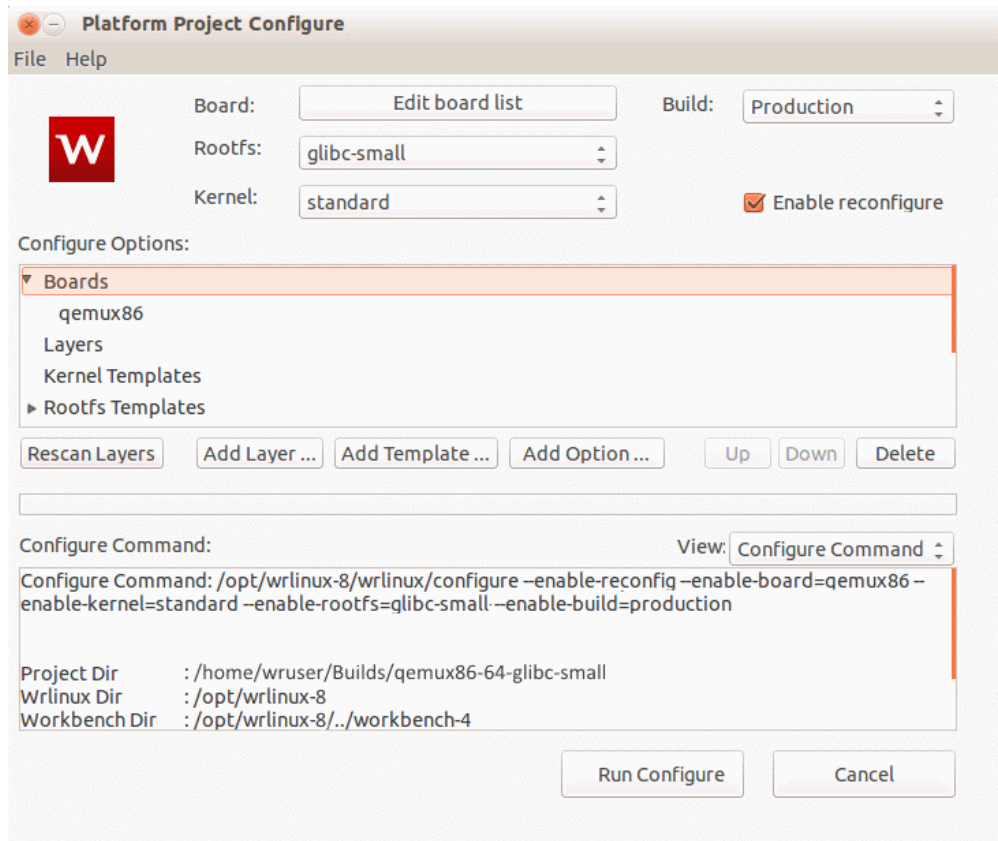 Platform Project Configure
File Help
Board: Edit board list Build: Production
W
Rootfs: glibc-small
Kernel: standard Enable reconfigure
Configure Options:
Boards
qemux86
Layers
Kernel Templates
Rootfs Templates
Rescan Layers Add Layer ... Add Template ... Add Option ... Up Down Delete
Configure Command: View: Configure Command
Configure Command: /opt/wrlinux-8/wrlinux/configure --enable-reconfig --enable-board=qemux86 --
enable-kernel=standard --enable-rootfs=glibc-small --enable-build=production
Project Dir : /home/wruser/Builds/qemux86-64-glibc-small
Wrlinux Dir : /opt/wrlinux-8
Workbench Dir : /opt/wrlinux-8/../workbench-4
Run Configure Cancel